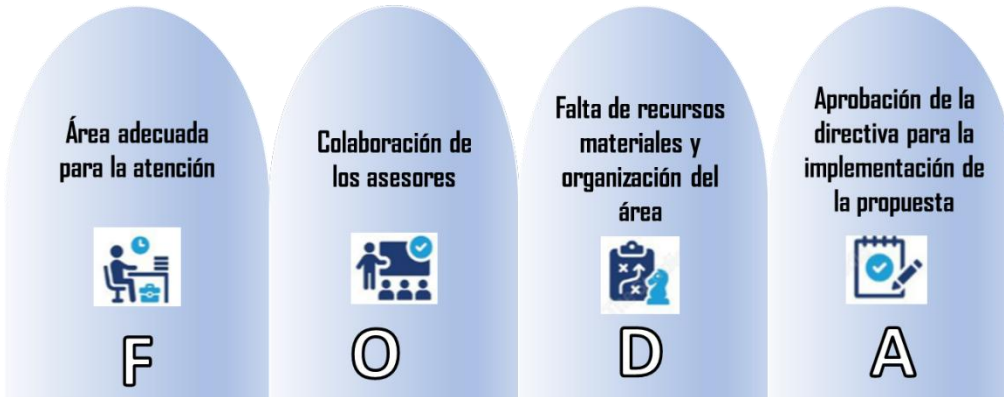 Área adecuada
para la atención
F
Colaboración de
los asesores
O
Falta de recursos
materiales y
organización del
área
D
Aprobación de la
directiva para la
implementación de
la propuesta
A